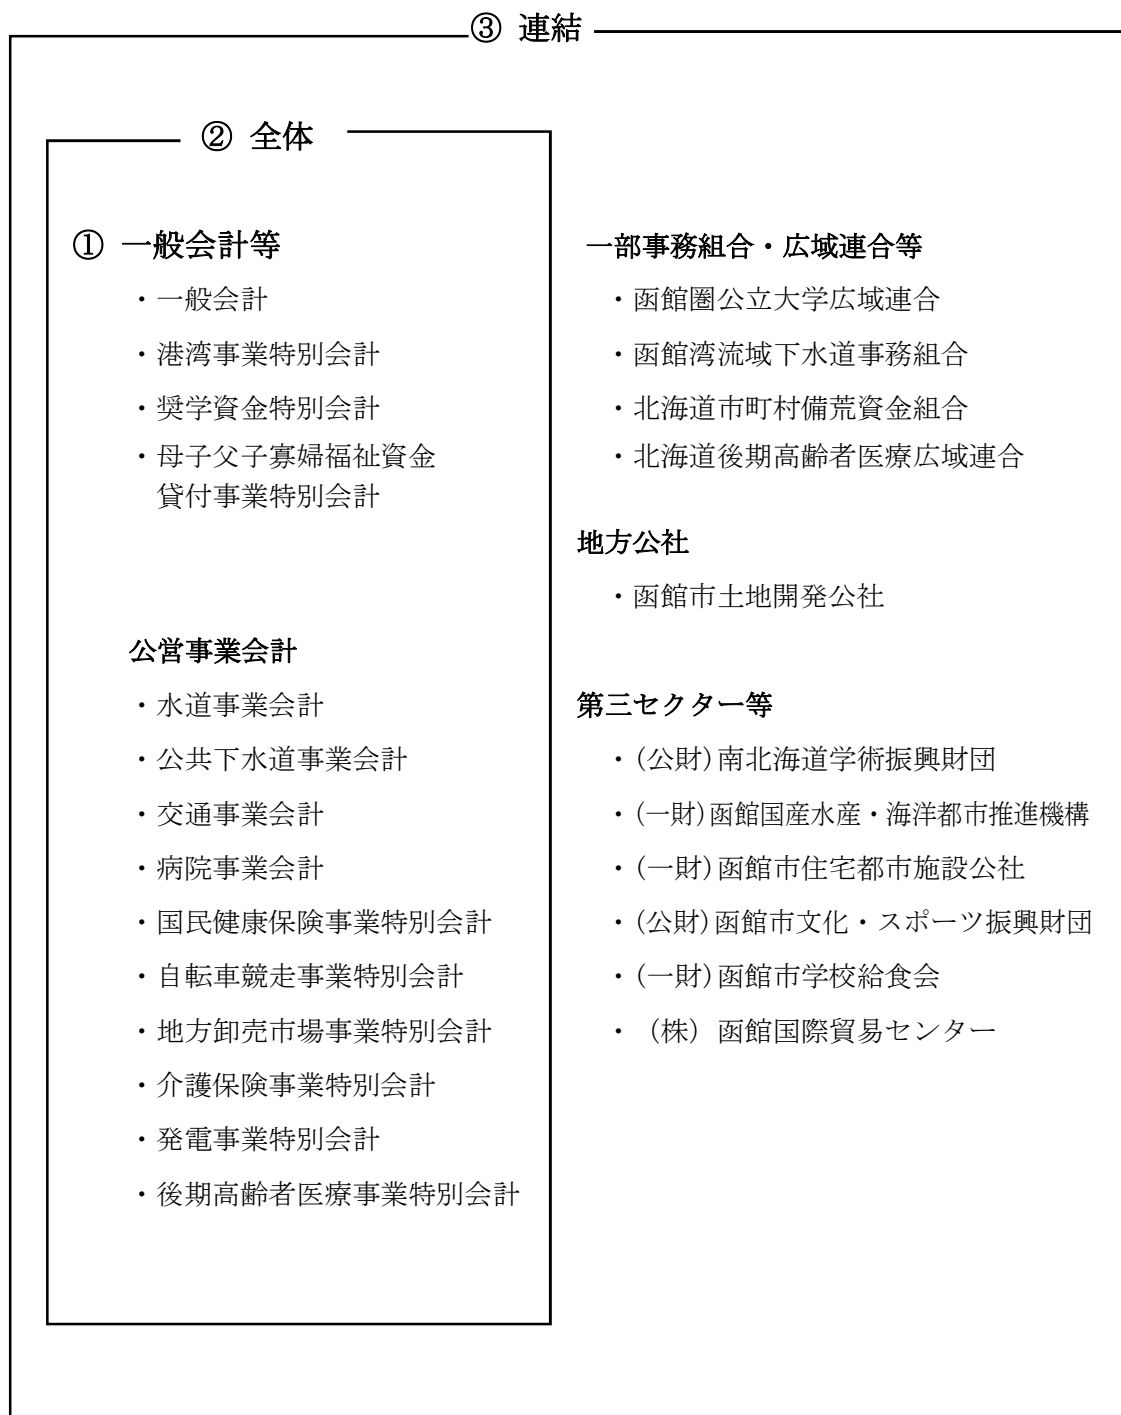 ③ 連結
② 全体
① 一般会計等
・一般会計
・港湾事業特別会計
・奨学資金特別会計
・母子父子寡婦福祉資金
貸付事業特別会計
公営事業会計
・水道事業会計
・公共下水道事業会計
・交通事業会計
・病院事業会計
・国民健康保険事業特別会計
・自転車競走事業特別会計
・地方卸売市場事業特別会計
・介護保険事業特別会計
・発電事業特別会計
・後期高齢者医療事業特別会計
一部事務組合・広域連合等
・函館圏公立大学広域連合
・函館湾流域下水道事務組合
・北海道市町村備荒資金組合
・北海道後期高齢者医療広域連合
地方公社
・函館市土地開発公社
第三セクター等
・(公財)南北海道学術振興財団
・(一財)函館国産水産・海洋都市推進機構
・(一財)函館市住宅都市施設公社
・(公財)函館市文化・スポーツ振興財団
・(一財)函館市学校給食会
・（株）函館国際貿易センター